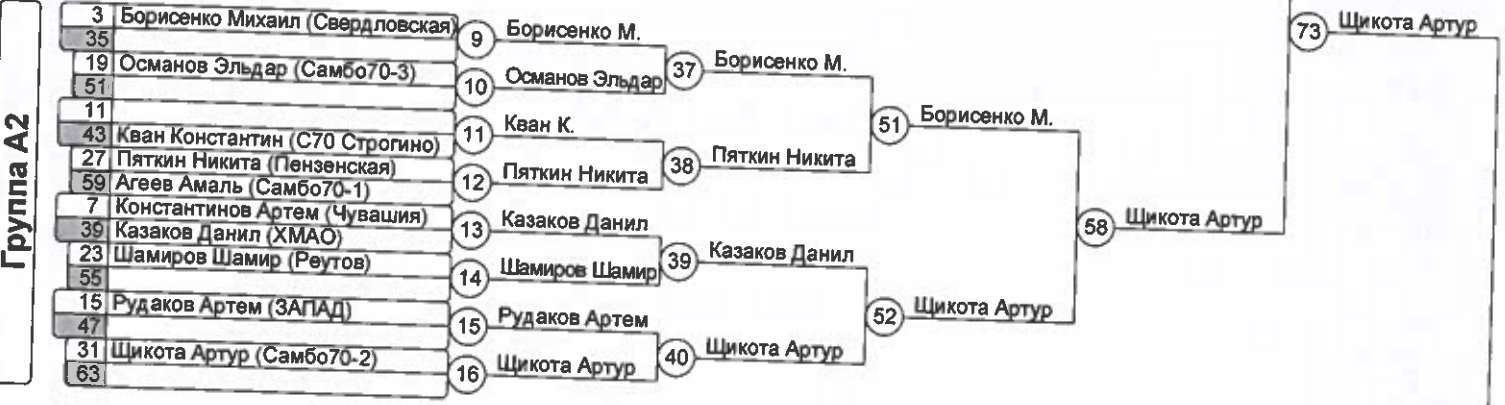 Группа А2
3 Борисенко Михаил (Свердловская)
35
19 Османов Эльдар (Самбо70-3)
51
11
43 Кван Константин (С70 Строгино)
27 Пяткин Никита (Пензенская)
59 Агеев Амаль (Самбо70-1)
7 Константинов Артем (Чувашия)
39 Казаков Данил (ХМАО)
23 Шамиров Шамир (Реутов)
55
15 Рудаков Артем (ЗАПАД)
47
31 Щикота Артур (Самбо70-2)
63
9 Борисенко М.
10 Османов Эльдар
11 Кван К.
12 Пяткин Никита
13 Казаков Данил
14 Шамиров Шамир
15 Рудаков Артем
16 Щикота Артур
37 Борисенко М.
38 Пяткин Никита
39 Казаков Данил
40 Щикота Артур
51 Борисенко М.
52 Щикота Артур
58 Щикота Артур
73 Щикота Артур